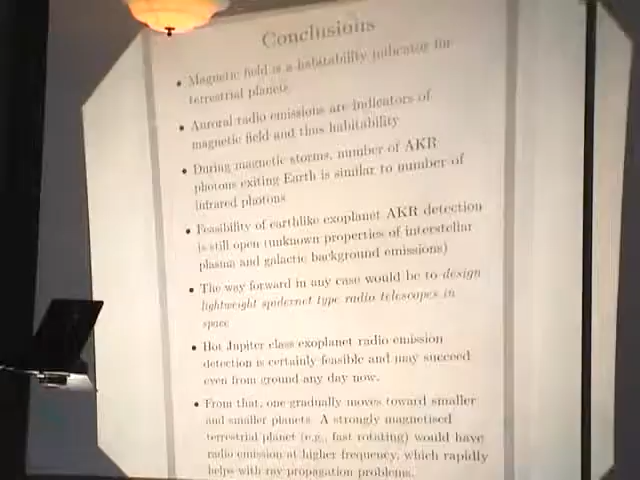 Conclusions
• Magnetic field is a habitability indicator for
terrestrial planets
• Auroral radio emissions are indicators of
magnetic field and thus habitability
• During magnetic storms, number of AKR
photons exiting Earth is similar to number of
infrared photons
• Feasibility of earthlike exoplanet AKR detection
is still open (unknown properties of interstellar
plasma and galactic background emissions)
• The way forward in any case would be to design
lightweight spidernet type radio telescopes in
space
• Hot Jupiter class exoplanet radio emission
detection is certainly feasible and may succeed
even from ground any day now.
• From that, one gradually moves toward smaller
and smaller planets. A strongly magnetised
terrestrial planet (e.g., fast rotating) would have
radio emission at higher frequency, which rapidly
helps with ray propagation problems.